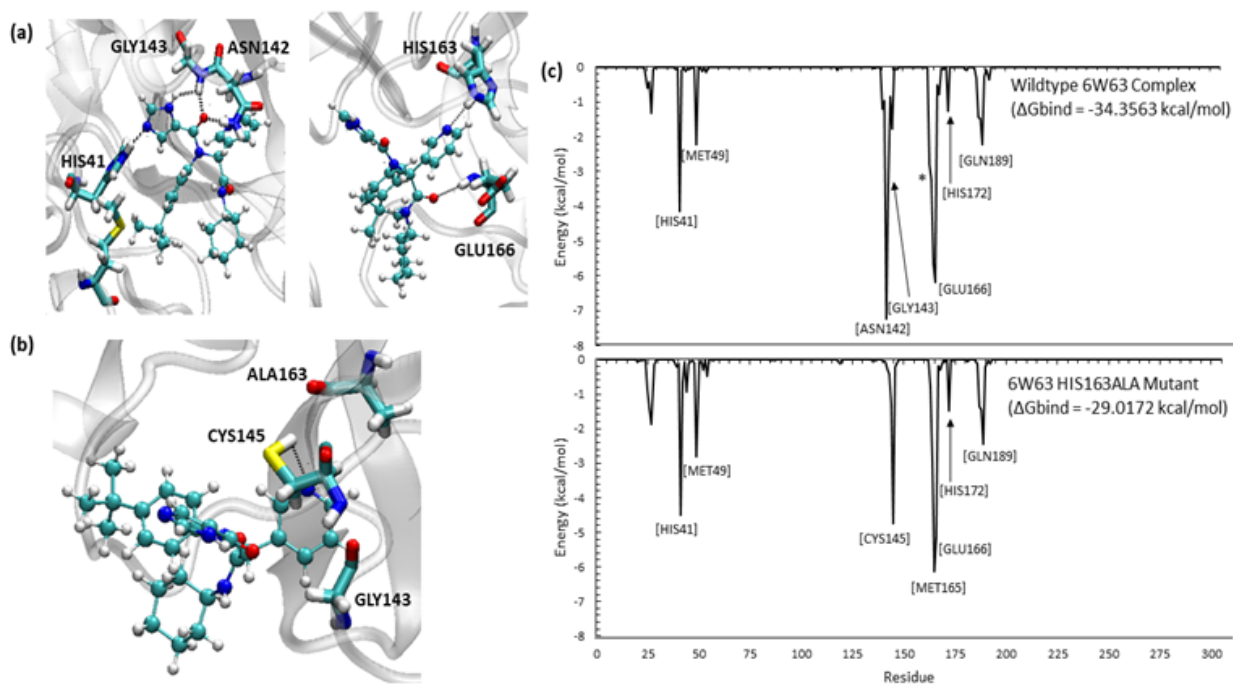 (a)
GLY143
ASN142
HIS41
HIS163
GLU166
(b)
ALA163
CYS145
GLY143
(c)
Energy (kcal/mol)
0
-1
-2
-3
-4
-5
-6
-7
-8
Wildtype 6W63 Complex
(ΔGbind = -34.3563 kcal/mol)
[MET49]
[GLN189]
*
[HIS172]
[HIS41]
[GLU166]
[GLY143]
[ASN142]
Energy (kcal/mol)
0
-1
-2
-3
-4
-5
-6
-7
-8
6W63 HIS163ALA Mutant
(ΔGbind = -29.0172 kcal/mol)
[MET49]
[GLN189]
[HIS172]
[HIS41]
[CYS145]
[GLU166]
[MET165]
0 25 50 75 100 125 150 175 200 225 250 275 300
Residue